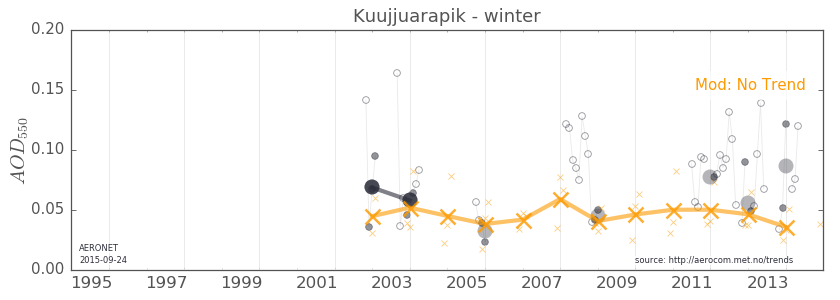 Kuujjuarapik - winter
0.20
0.15
0.10
0.05
0.00
AOD550
Mod: No Trend
AERONET
2015-09-24
source: http://aerocom.met.no/trends
1995 1997 1999 2001 2003 2005 2007 2009 2011 2013